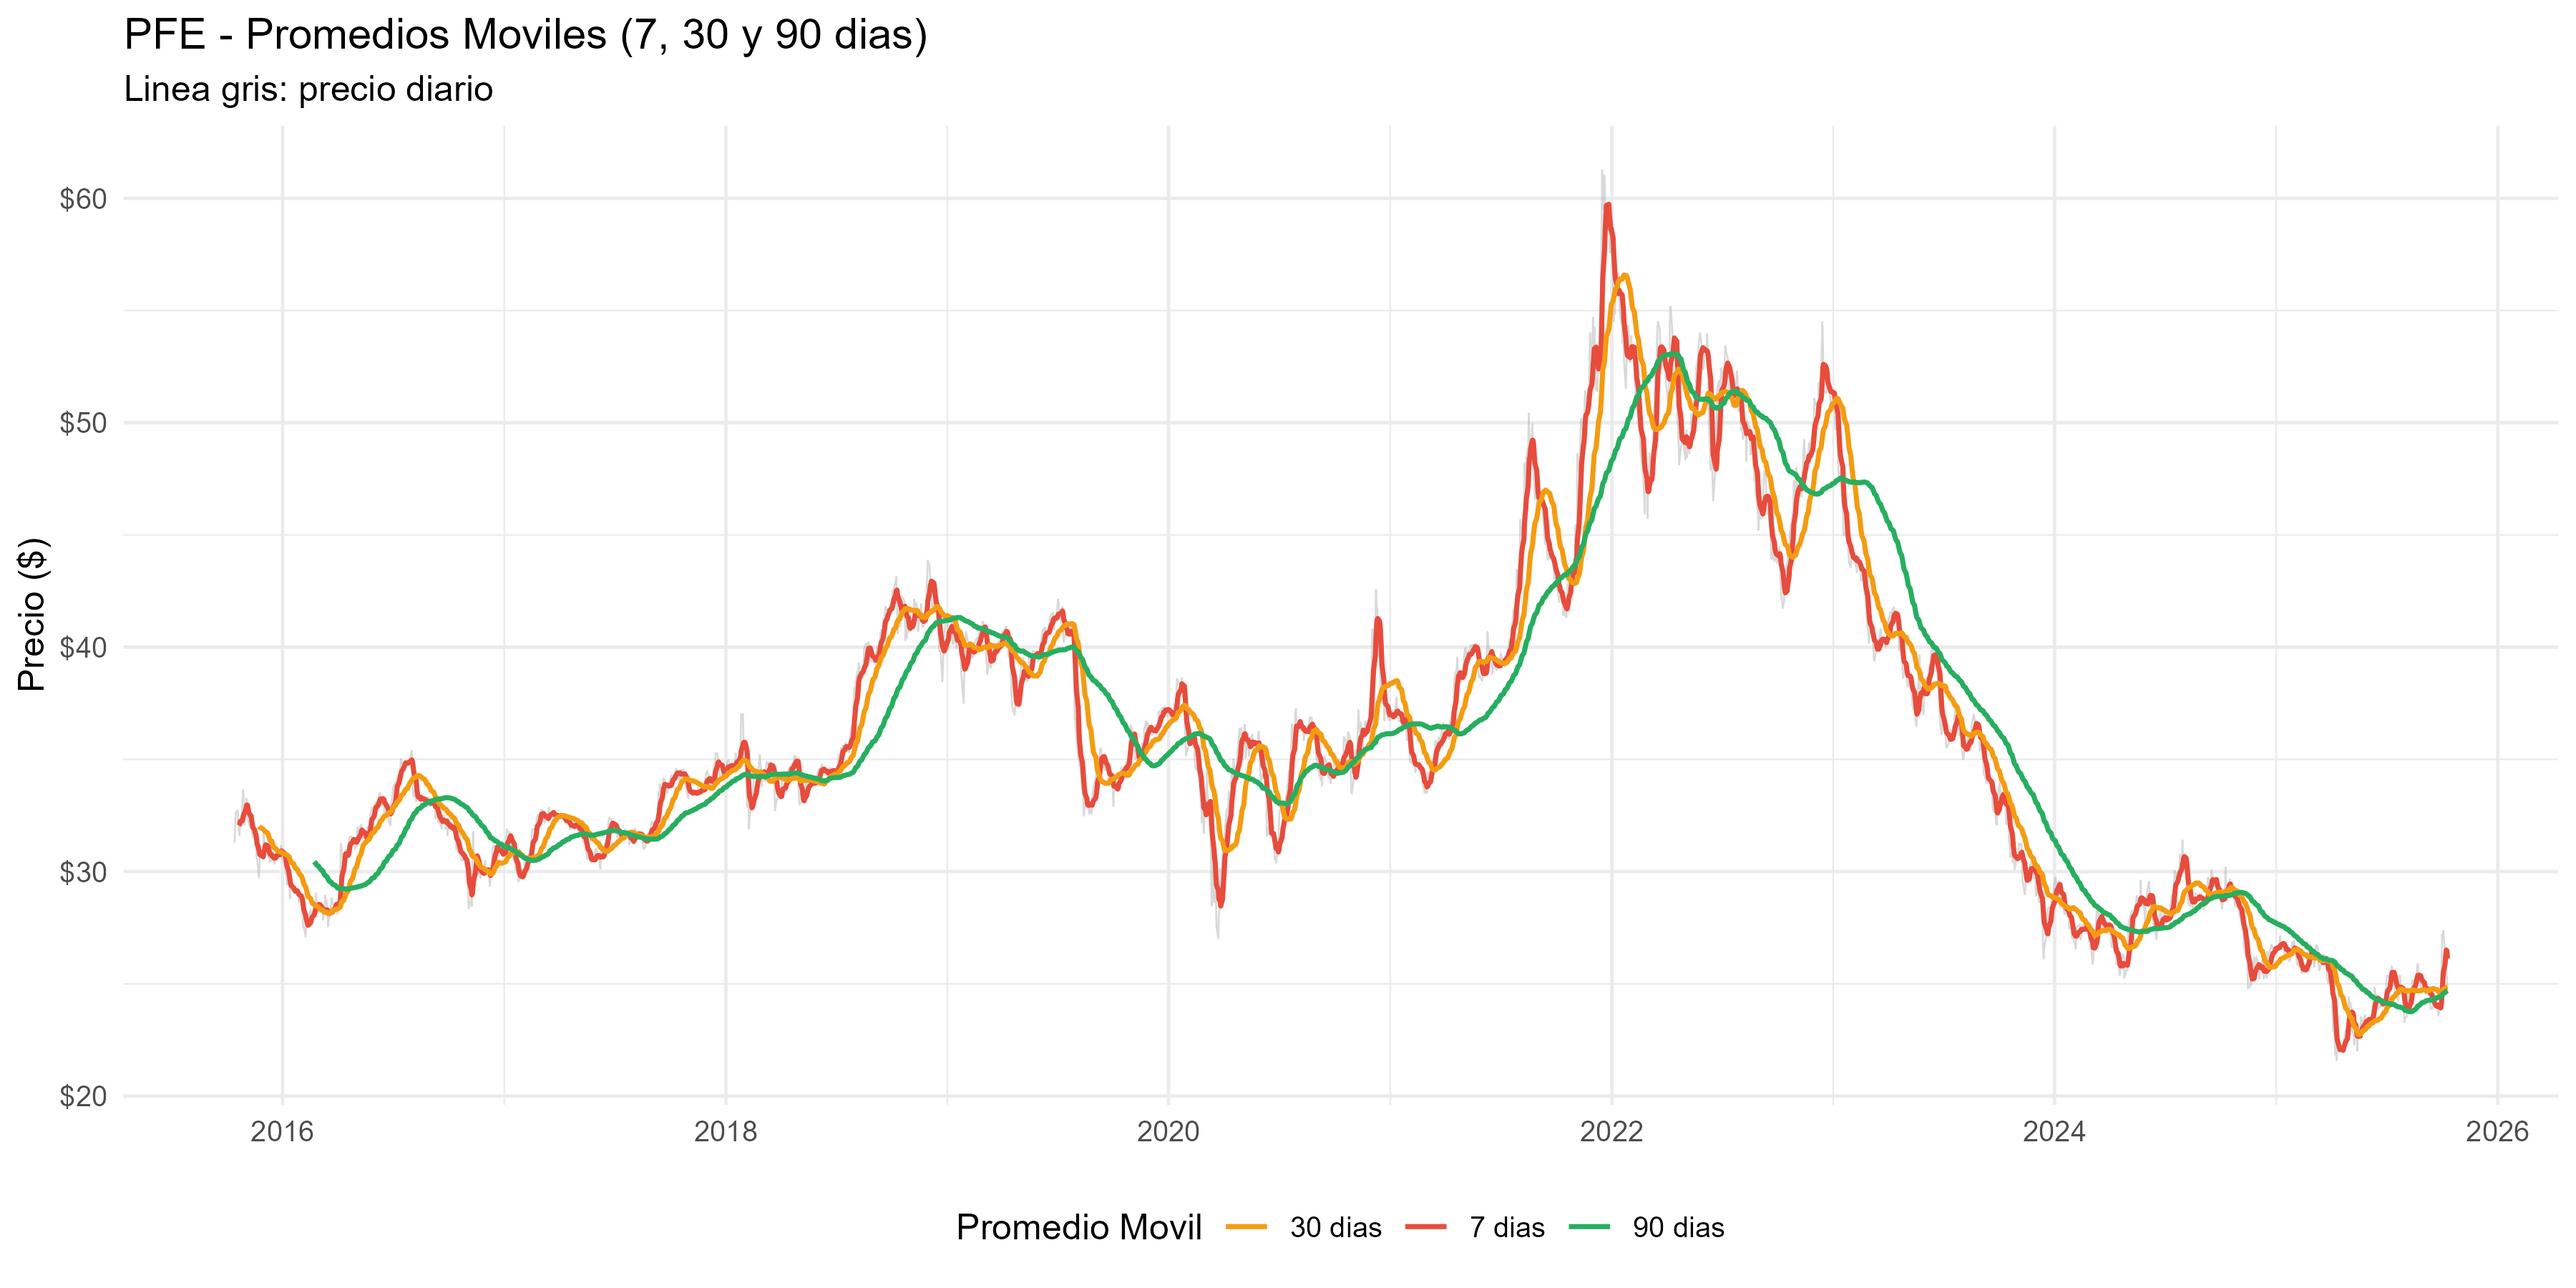 PFE - Promedios Moviles (7, 30 y 90 dias)
Linea gris: precio diario
Precio ($)
$60
$50
$40
$30
$20
2016 2018 2020 2022 2024 2026
Promedio Movil 30 dias 7 dias 90 dias